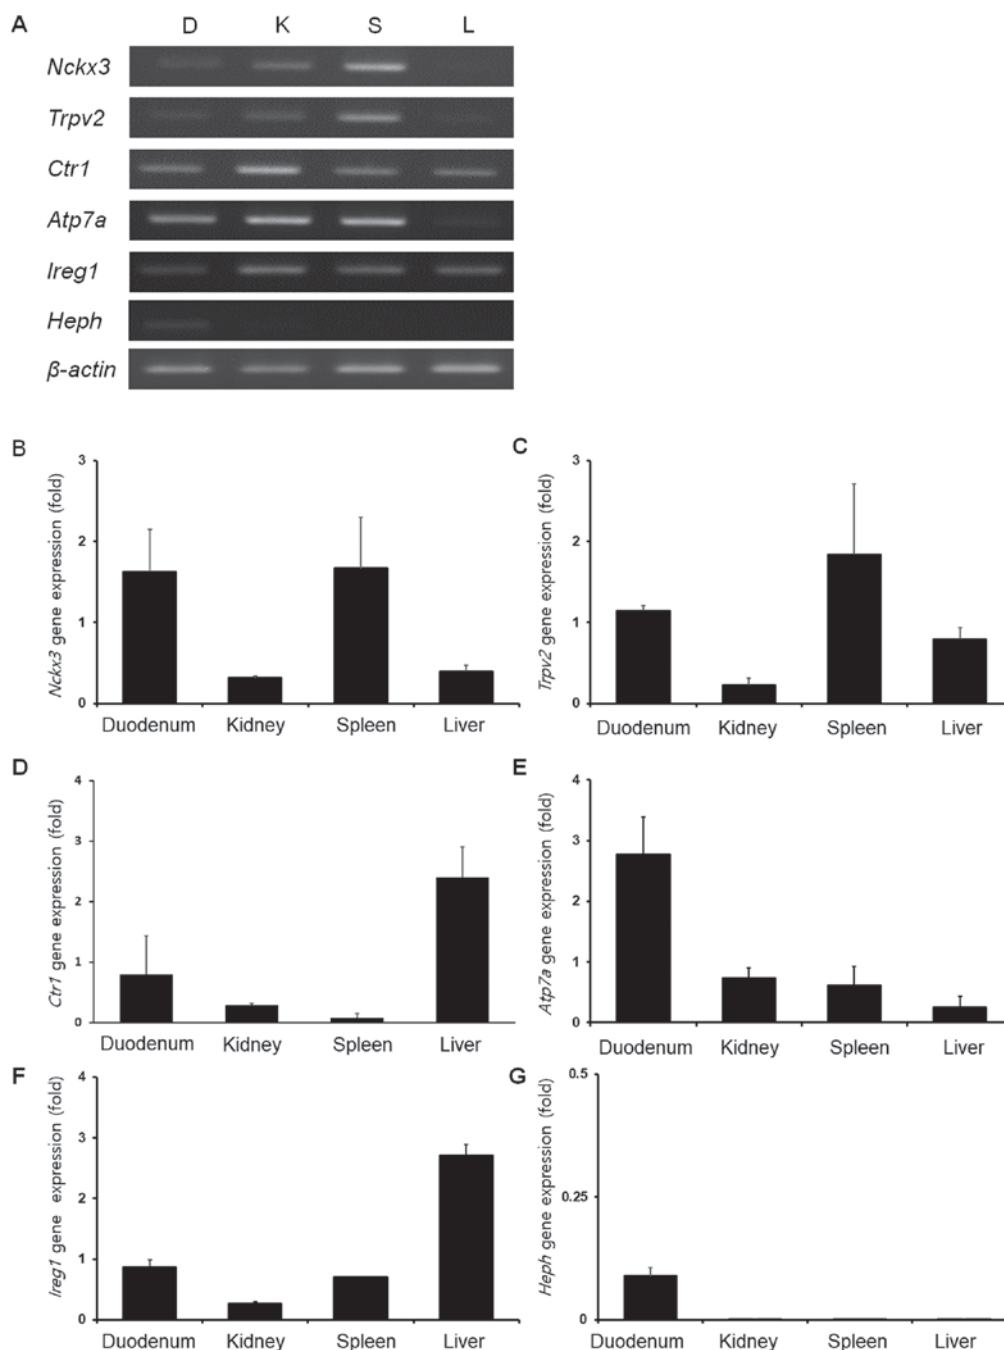 A
D K S L
Nckx3
Trpv2
Ctr1
Atp7a
Ireg1
Heph
β-actin
B
Nckx3 gene expression (fold)
3
2
1
0
Duodenum Kidney Spleen Liver
C
Trpv2 gene expression (fold)
3
2
1
0
Duodenum Kidney Spleen Liver
D
Ctr1 gene expression (fold)
4
3
2
1
0
Duodenum Kidney Spleen Liver
E
Atp7a gene expression (fold)
4
3
2
1
0
Duodenum Kidney Spleen Liver
F
Ireg1 gene expression (fold)
4
3
2
1
0
Duodenum Kidney Spleen Liver
G
Heph gene expression (fold)
0.5
0.25
0
Duodenum Kidney Spleen Liver